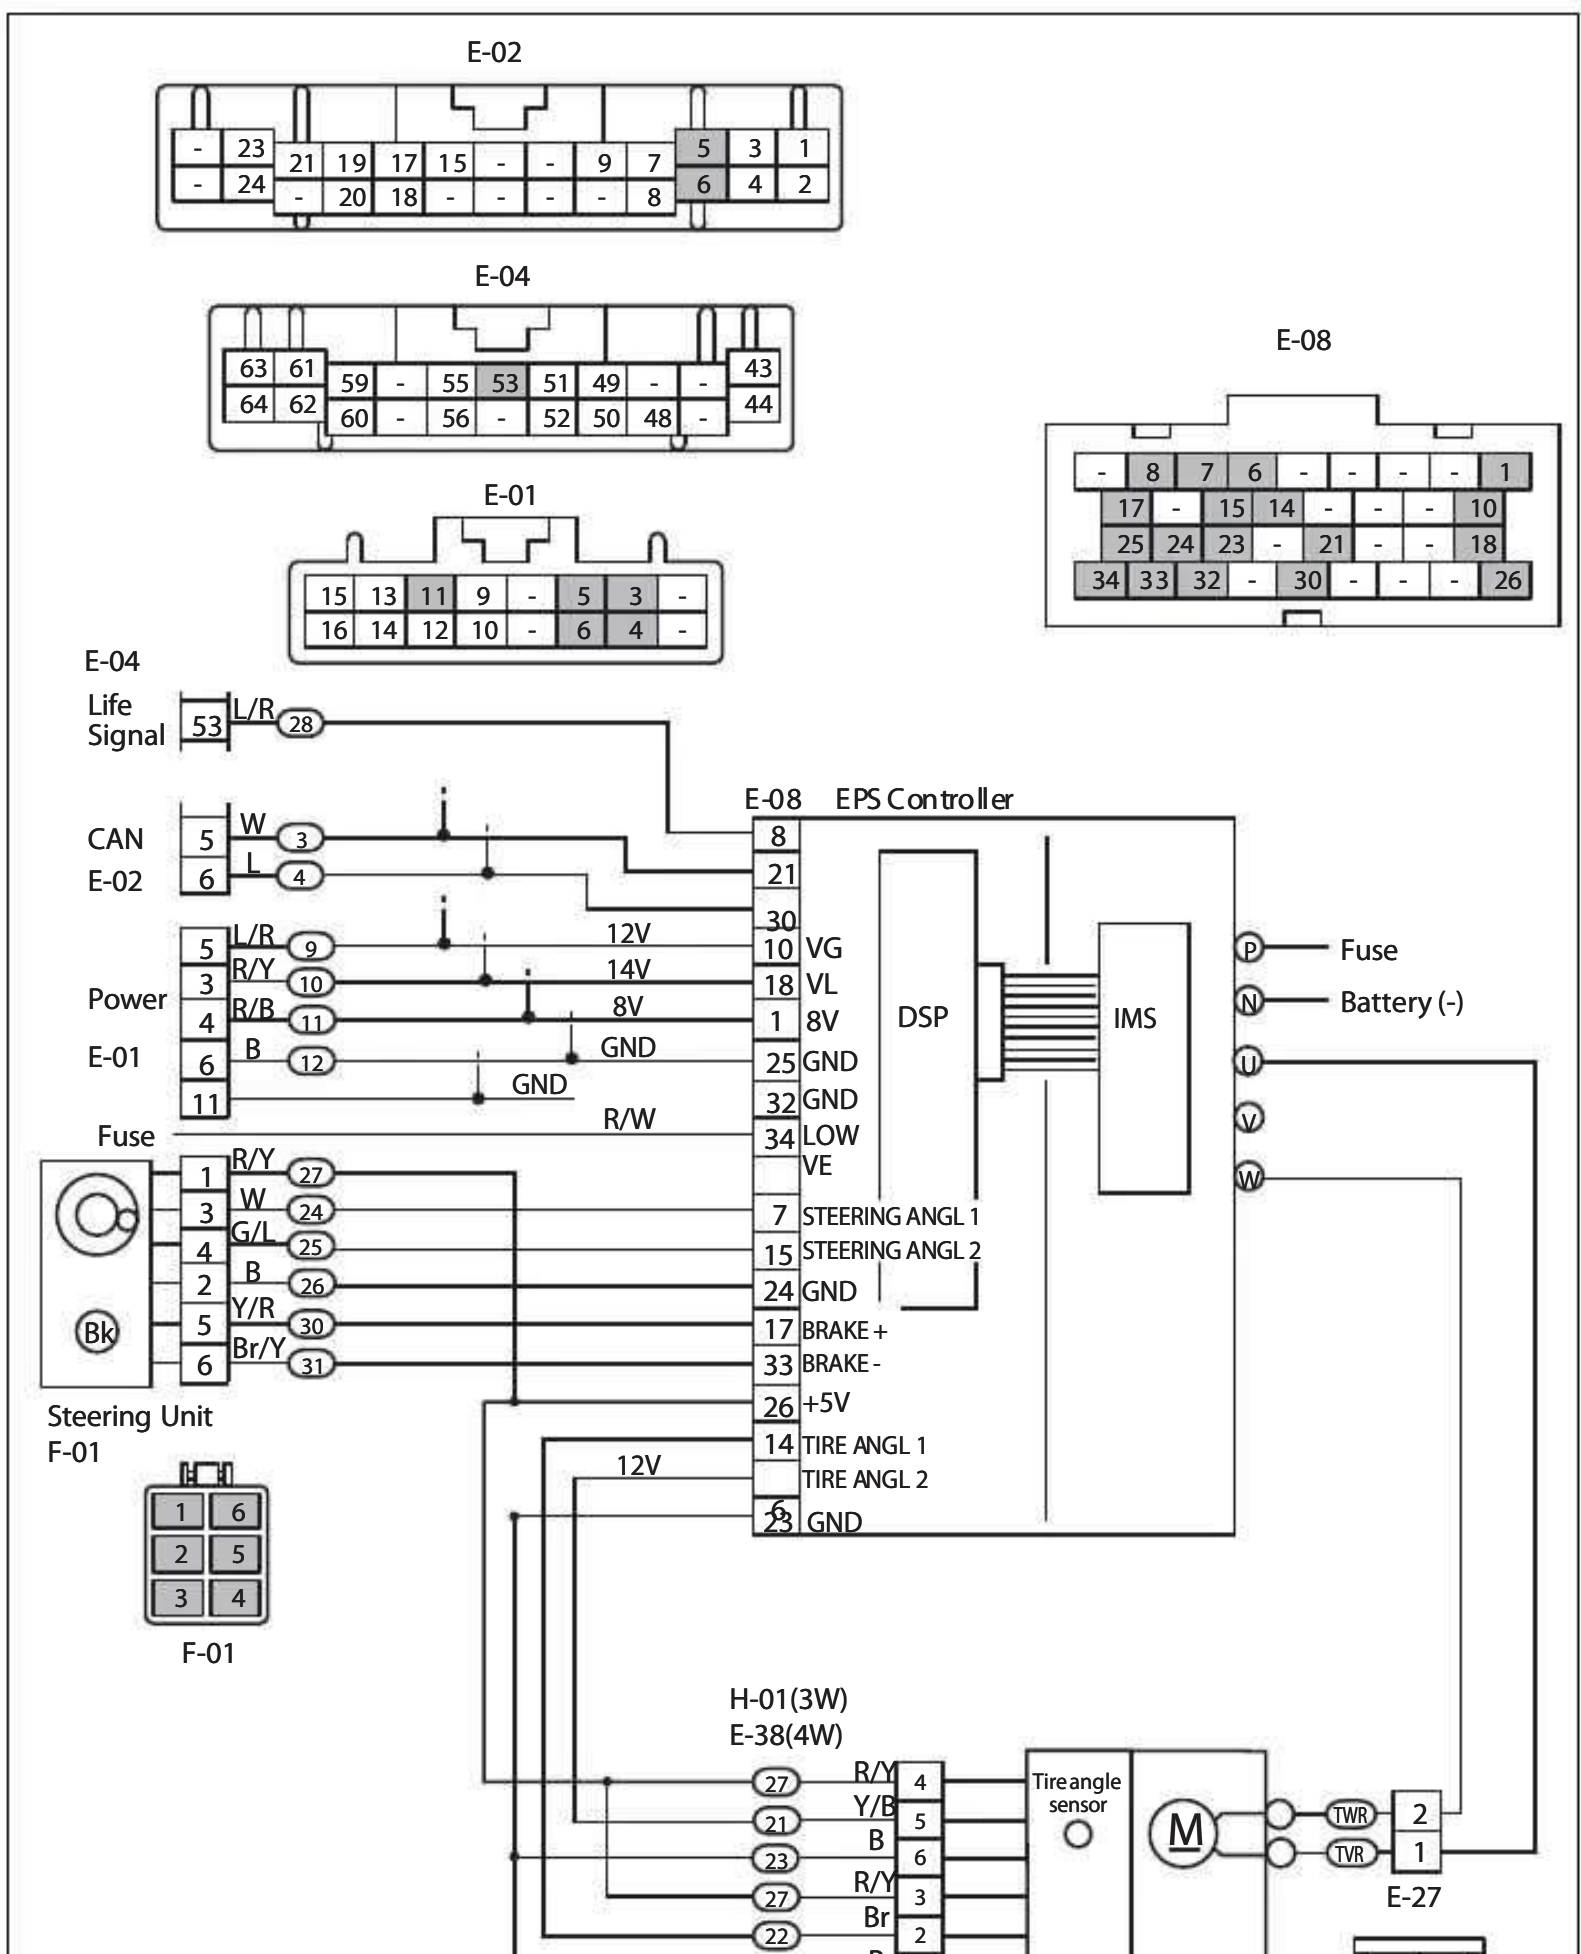 E-02
- 23 21 19 17 15 - - 9 7 5 3 1
- 24 - 20 18 - - - - 8 6 4 2
E-04
63 61 59 - 55 53 51 49 - - 43
64 62 60 - 56 - 52 50 48 - 44
E-08
- 8 7 6 - - - - 1
17 - 15 14 - - - 10
25 24 23 - 21 - - 18
34 33 32 - 30 - - - 26
E-01
15 13 11 9 - 5 3 -
16 14 12 10 - 6 4 -
E-04
Life
Signal
53 L/R 28
CAN
E-02
5 W 3
6 L 4
Power
E-01
5 L/R 9 12V
3 R/Y 10 14V
4 R/B 11 8V
6 B 12 GND
11 GND
Fuse R/W
1 R/Y 27
3 W 24
4 G/L 25
2 B 26
5 Y/R 30
6 Br/Y 31
Bk
Steering Unit
F-01
1 6
2 5
3 4
F-01
E-08 EPS Controller
8
21
30
10 VG
18 VL
1 8V
25 GND
32 GND
34 LOW
VE
7 STEERING ANGL 1
15 STEERING ANGL 2
24 GND
17 BRAKE +
33 BRAKE -
26 +5V
14 TIRE ANGL 1
12V
TIRE ANGL 2
6
23 GND
DSP
IMS
P Fuse
N Battery (-)
U
V
W
H-01(3W)
E-38(4W)
27 R/Y 4
21 Y/B 5
23 B 6
27 R/Y 3
22 Br 2
Tire angle
sensor
M
TWR 2
TVR 1
E-27